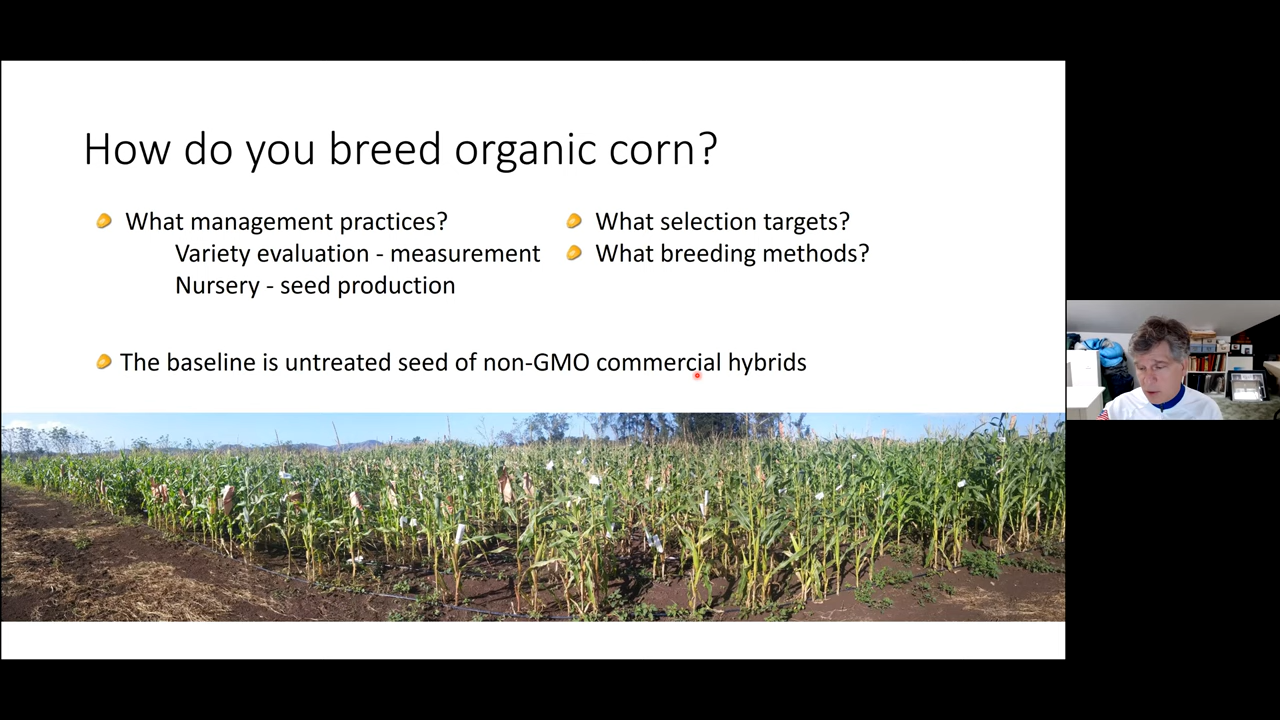 How do you breed organic corn?
What management practices?
Variety evaluation - measurement
Nursery - seed production
What selection targets?
What breeding methods?
The baseline is untreated seed of non-GMO commercial hybrids